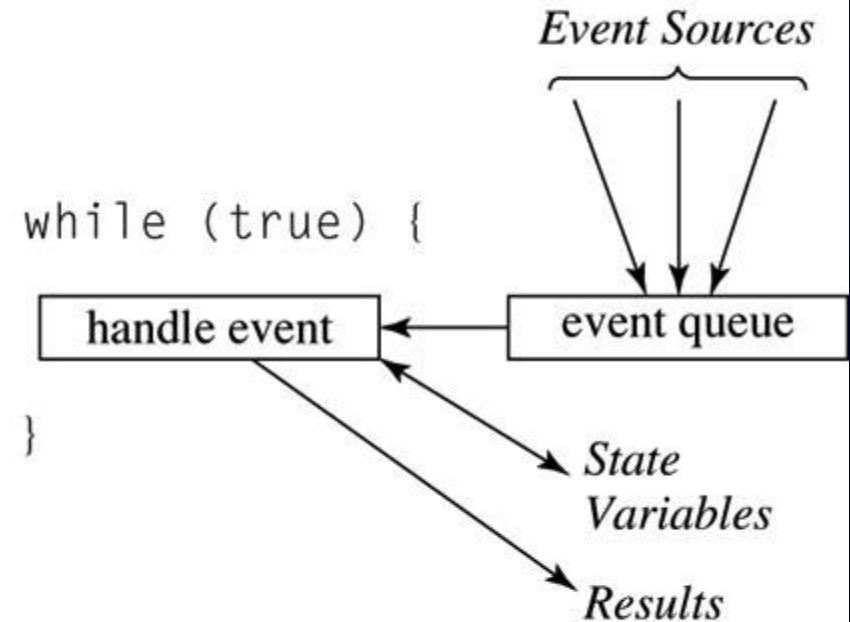 Event Sources
while (true) {
handle event
event queue
}
State
Variables
Results